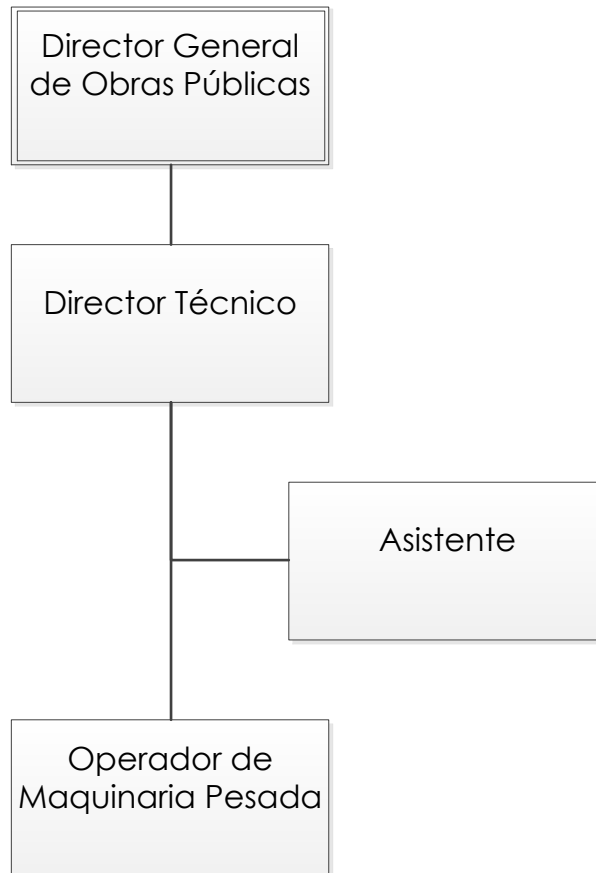 Director General
de Obras Públicas
Director Técnico
Asistente
Operador de
Maquinaria Pesada